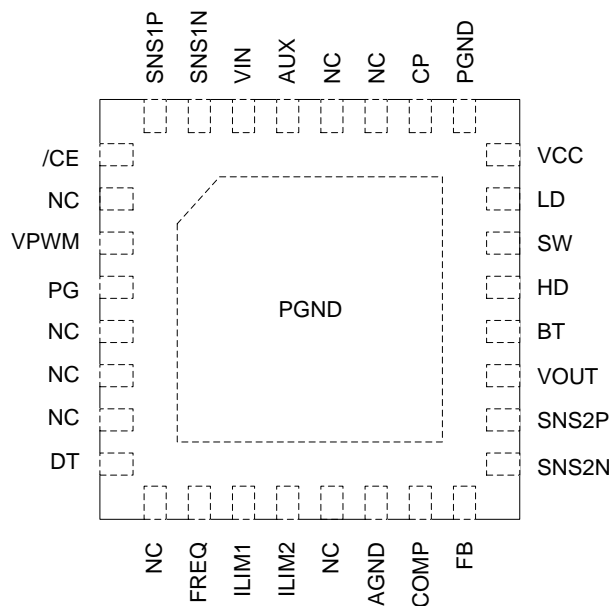 SNS1P
SNS1N
VIN
AUX
NC
NC
CP
PGND
/CE
NC
VPWM
PG
NC
NC
NC
DT
PGND
VCC
LD
SW
HD
BT
VOUT
SNS2P
SNS2N
NC
FREQ
ILIM1
ILIM2
NC
AGND
COMP
FB